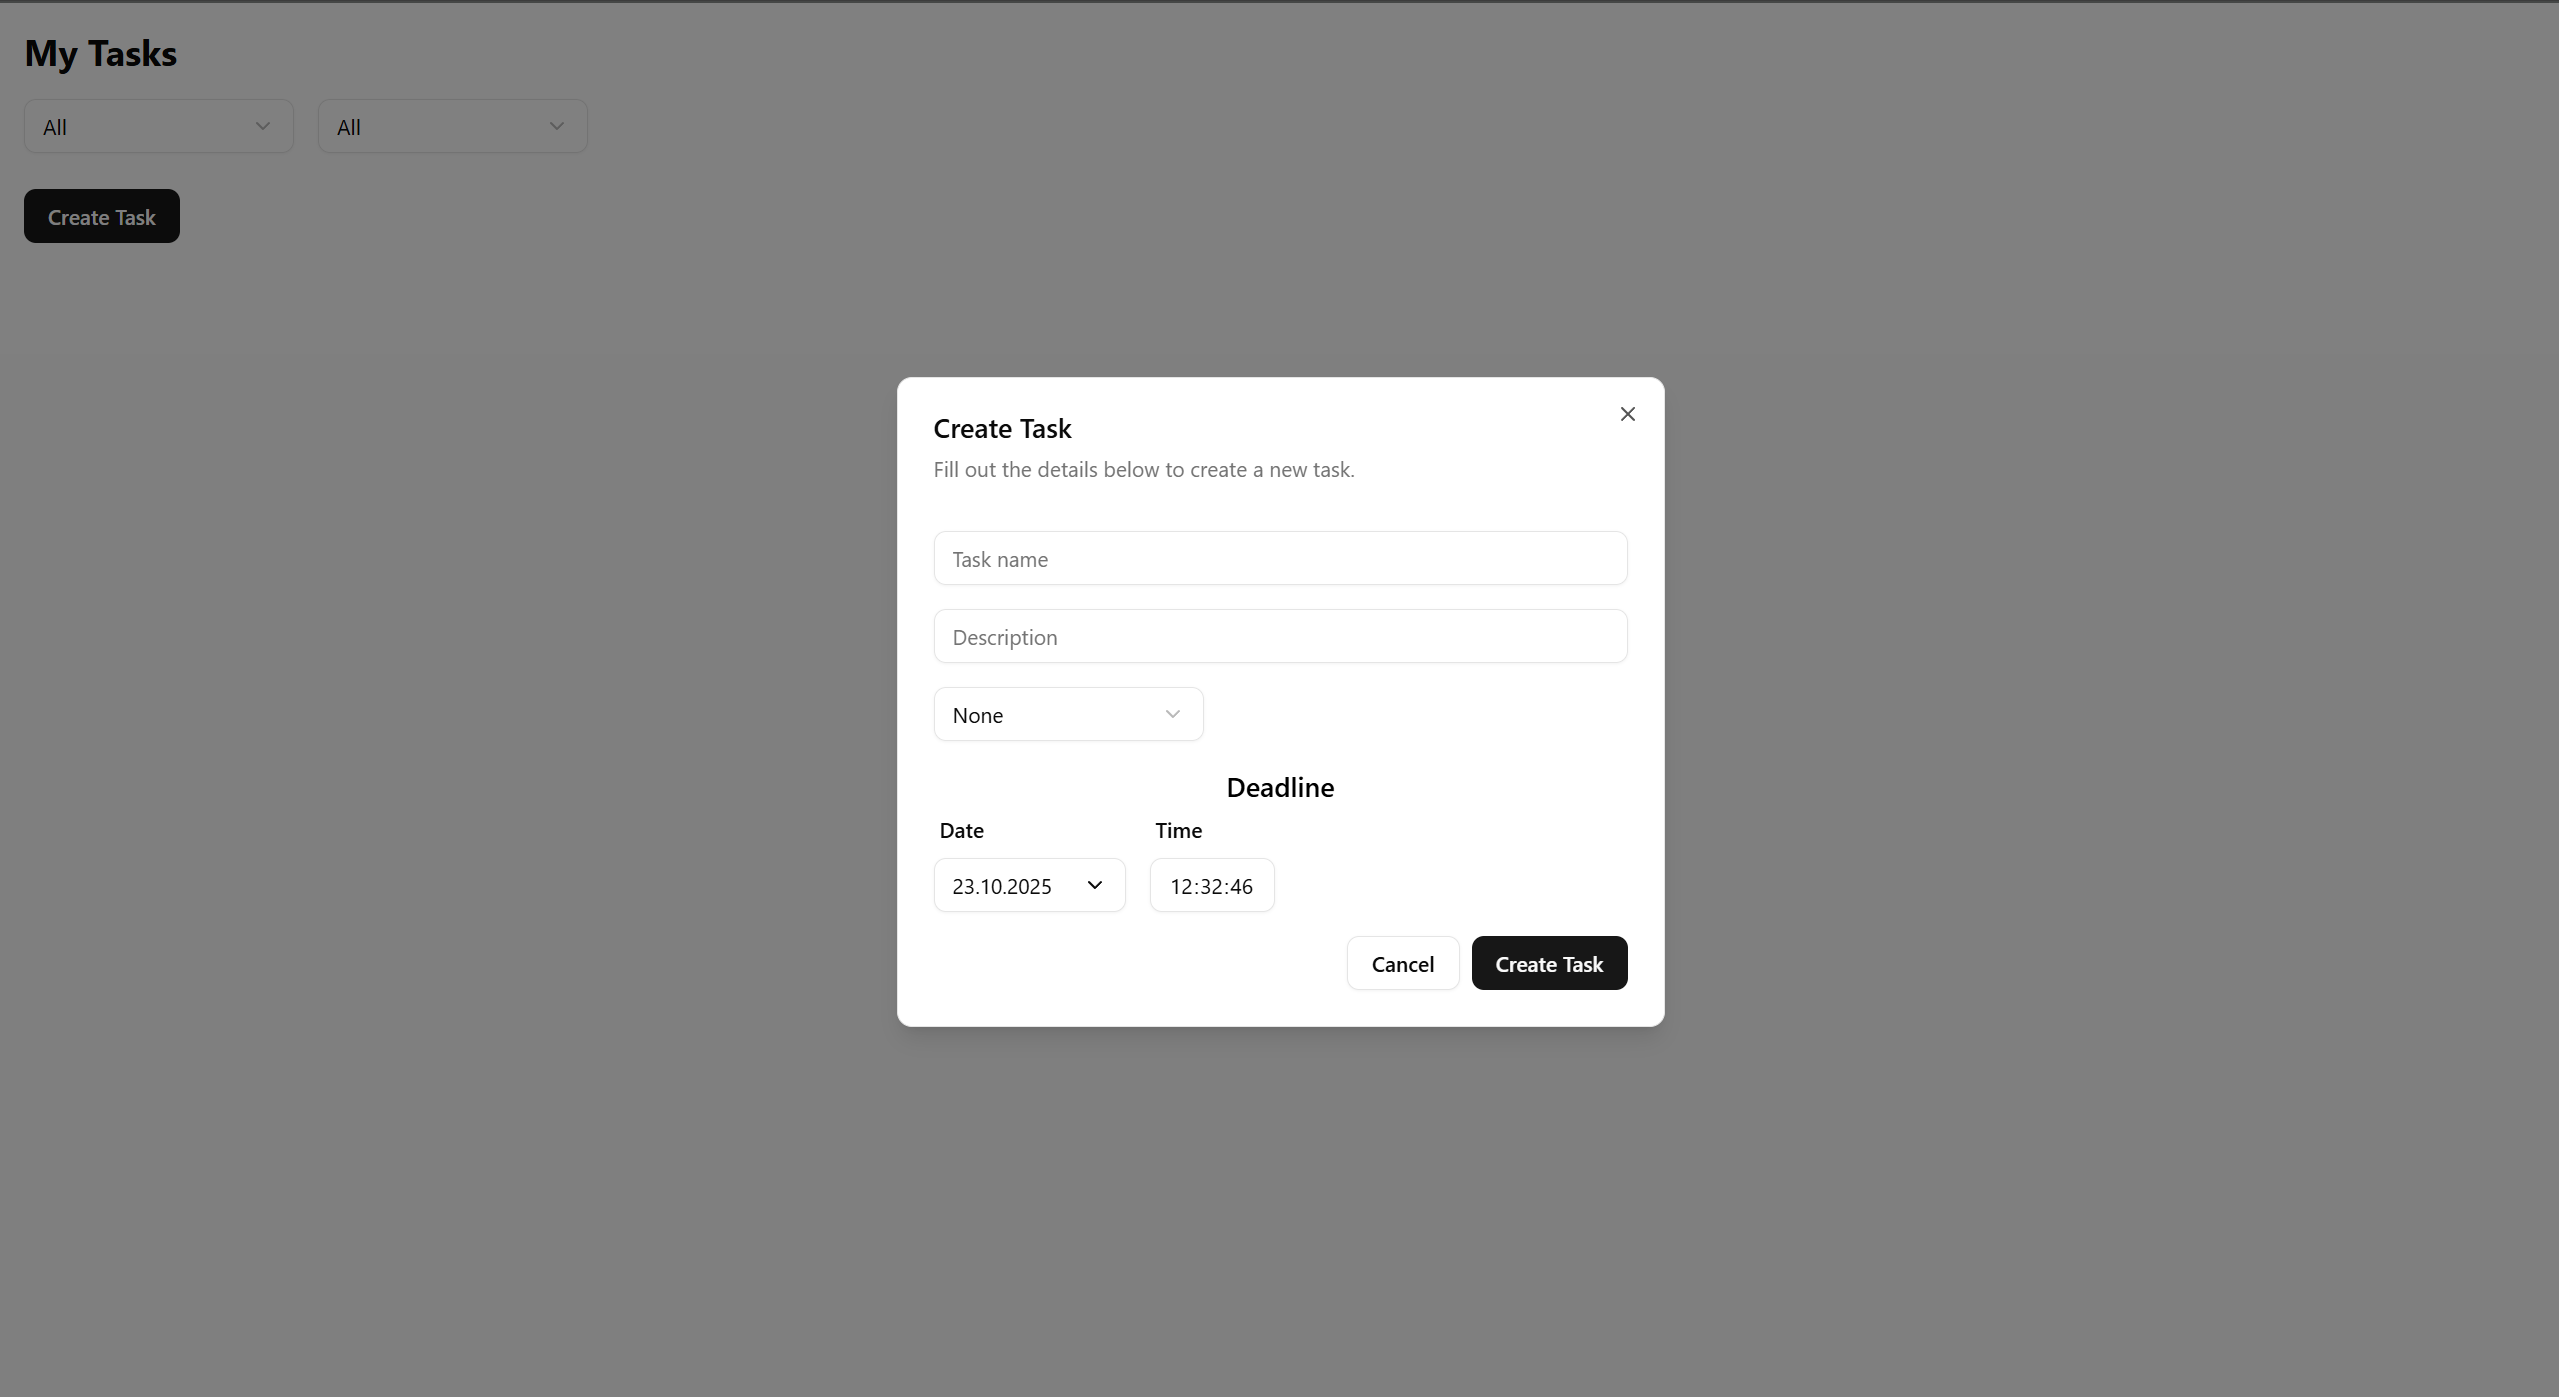 My Tasks
All All
Create Task
Create Task
Fill out the details below to create a new task.
Task name
Description
None
Deadline
Date Time
23.10.2025 12:32:46
Cancel Create Task